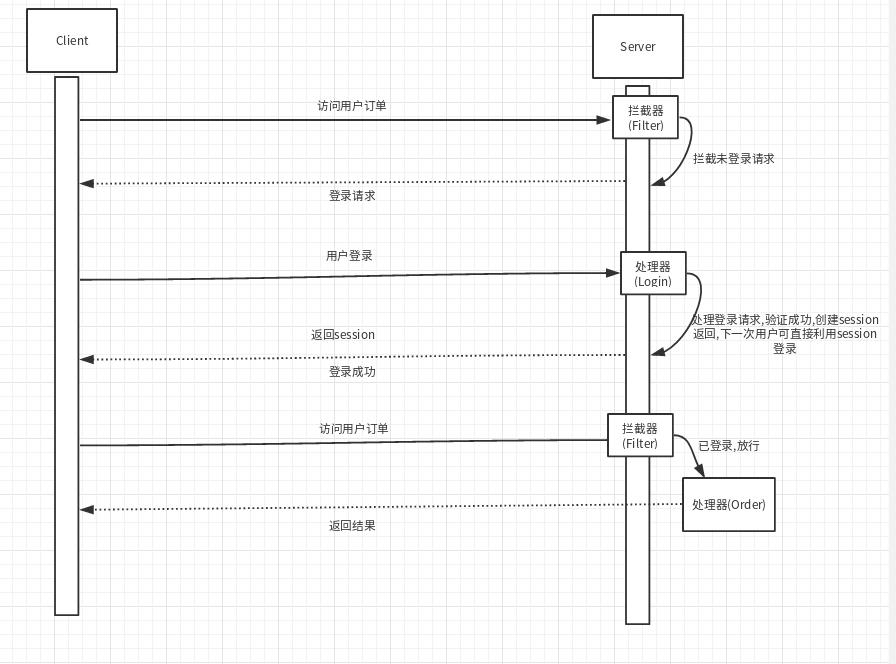 Client
Server
访问用户订单
拦截器
(Filter)
拦截未登录请求
登录请求
用户登录
处理器
(Login)
处理登录请求,验证成功,创建session
返回,下一次用户可直接利用session
登录
返回session
登录成功
访问用户订单
拦截器
(Filter)
已登录,放行
处理器(Order)
返回结果